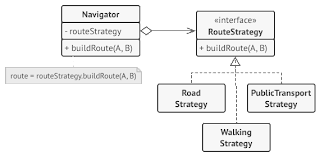 Navigator
- routeStrategy
+ buildRoute(A, B)
route = routeStrategy.buildRoute(A, B)
«interface»
RouteStrategy
+ buildRoute(A, B)
Road
Strategy
Walking
Strategy
PublicTransport
Strategy